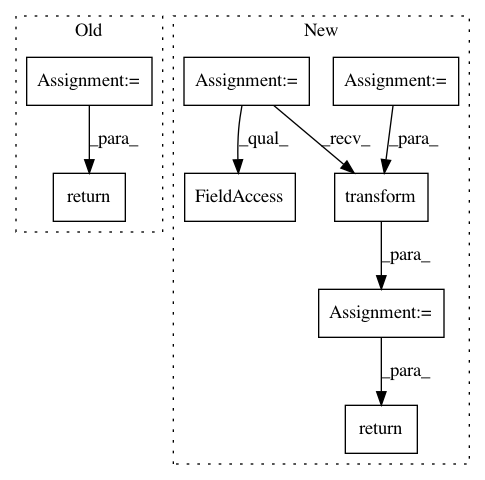 Old
New
Assignment:=
Assignment:=
Assignment:=
_para_
_qual_
_recv_
_para_
return
FieldAccess
transform
_para_
Assignment:=
_para_
return